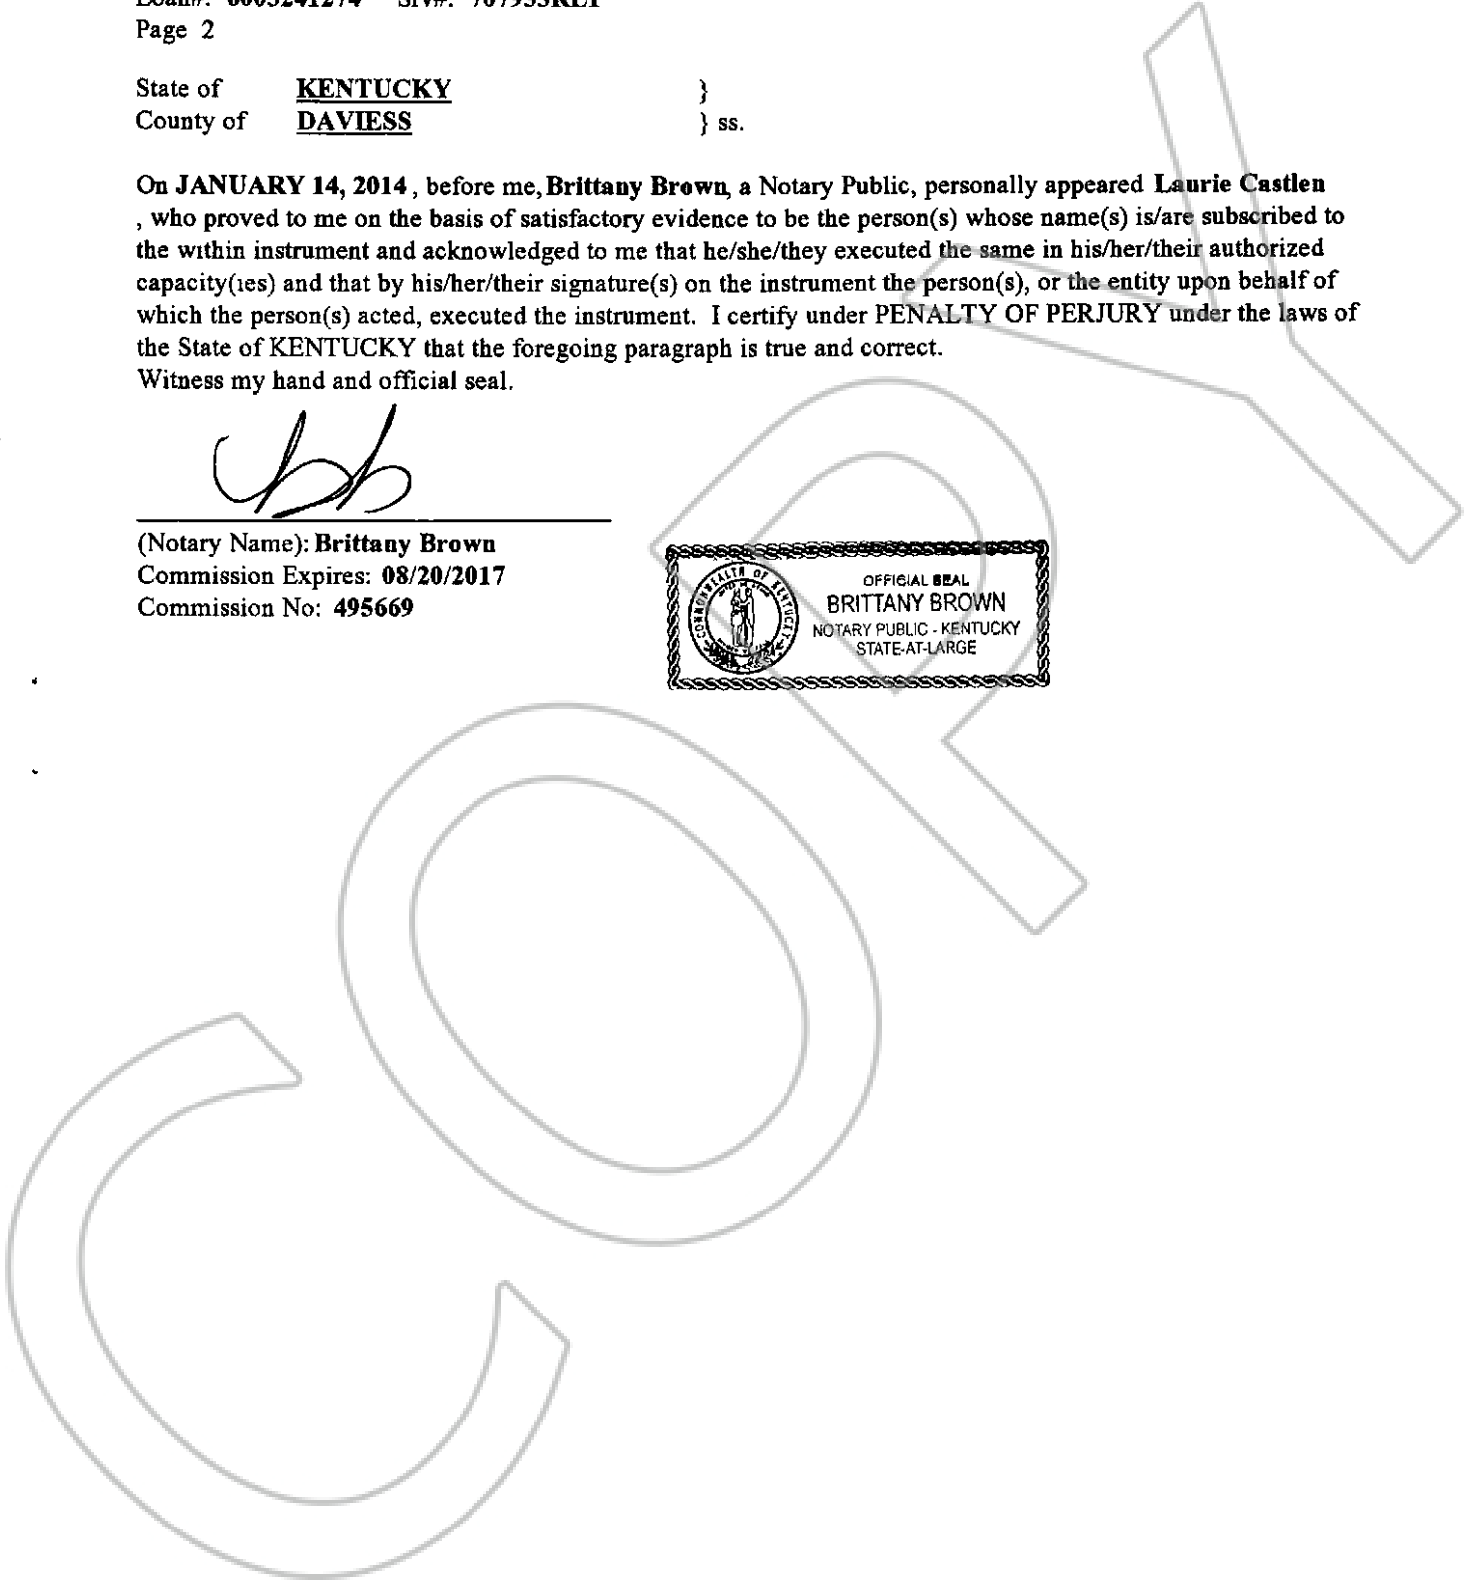 Page 2
State of KENTUCKY }
County of DAVIESS } ss.
On JANUARY 14, 2014 , before me, Brittany Brown, a Notary Public, personally appeared Laurie Castlen
, who proved to me on the basis of satisfactory evidence to be the person(s) whose name(s) is/are subscribed to
the within instrument and acknowledged to me that he/she/they executed the same in his/her/their authorized
capacity(ies) and that by his/her/their signature(s) on the instrument the person(s), or the entity upon behalf of
which the person(s) acted, executed the instrument. I certify under PENALTY OF PERJURY under the laws of
the State of KENTUCKY that the foregoing paragraph is true and correct.
Witness my hand and official seal.
(Notary Name): Brittany Brown
Commission Expires: 08/20/2017
Commission No: 495669
COMMONWEALTH OF KENTUCKY
OFFICIAL SEAL
BRITTANY BROWN
NOTARY PUBLIC - KENTUCKY
STATE-AT-LARGE
COPY